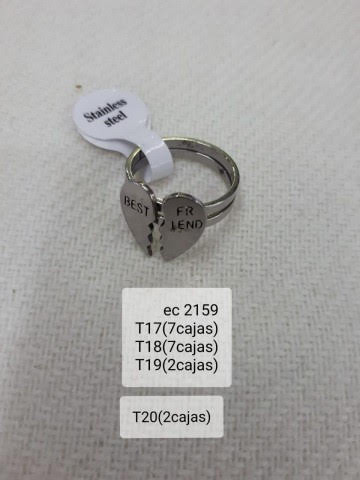 Stainless
steel
BEST
FR
IEND
ec 2159
T17(7cajas)
T18(7cajas)
T19(2cajas)
T20(2cajas)